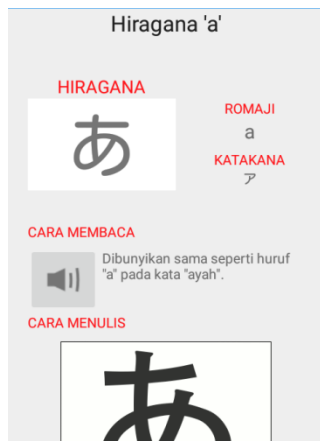 Hiragana 'a'
HIRAGANA
あ
ROMAJI
a
KATAKANA
ア
CARA MEMBACA
Dibunyikan sama seperti huruf
"a" pada kata "ayah".
CARA MENULIS
あ